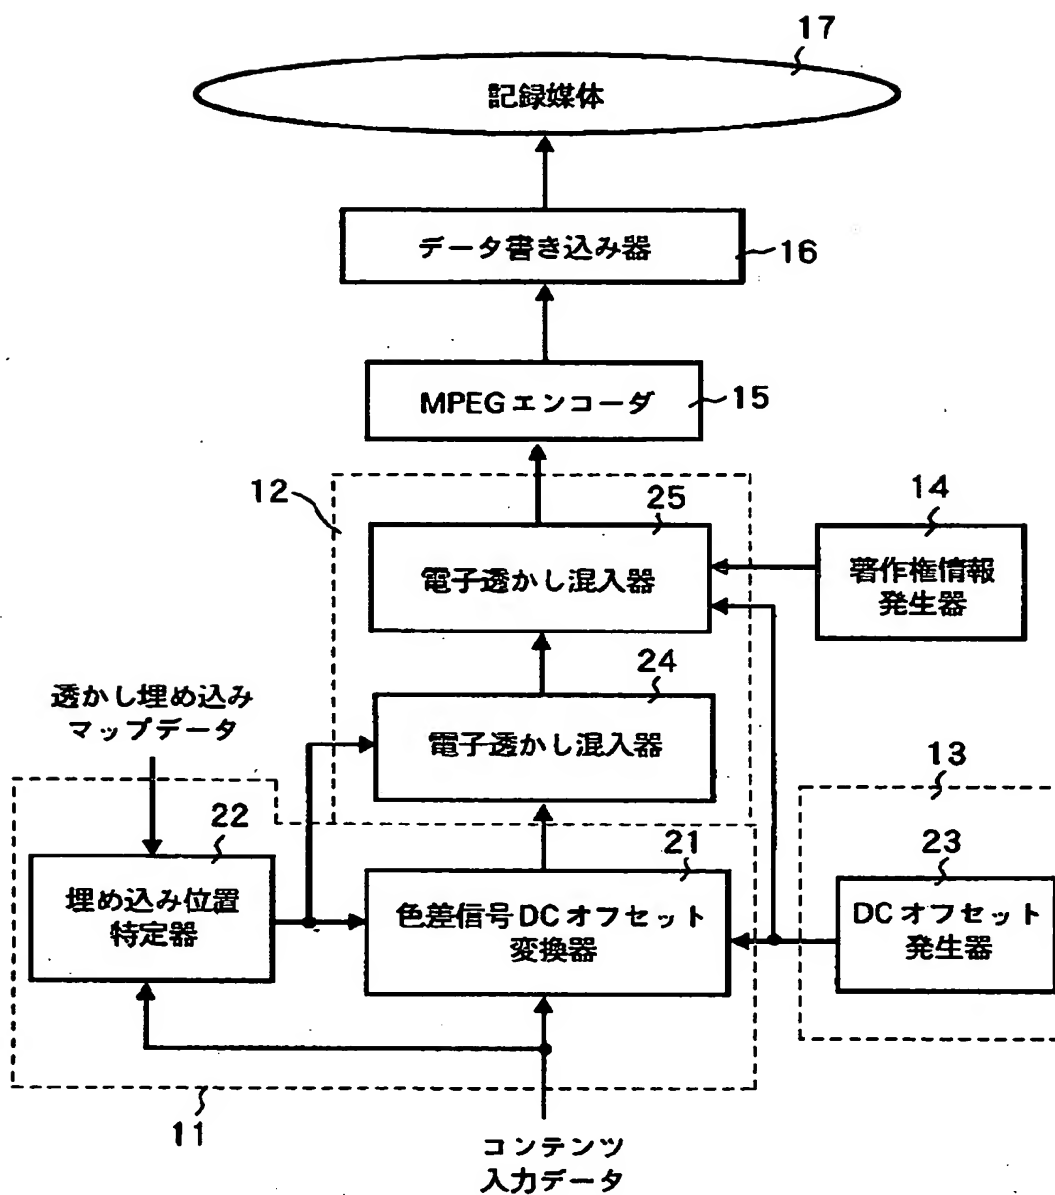 17
記録媒体
データ書き込み器
16
MPEGエンコーダ
15
12
25
14
電子透かし混入器
著作権情報
発生器
24
透かし埋め込み
マップデータ
電子透かし混入器
13
22
21
23
埋め込み位置
特定器
色差信号DCオフセット
変換器
DCオフセット
発生器
11
コンテンツ
入力データ